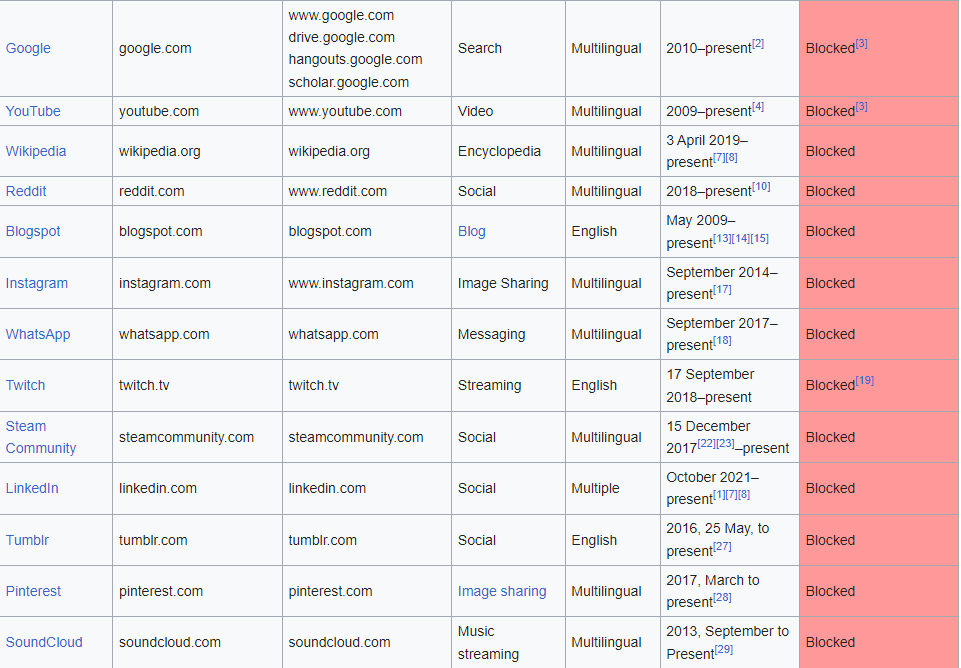 Google google.com www.google.com drive.google.com hangouts.google.com scholar.google.com Search Multilingual 2010–present[2] Blocked[3]
YouTube youtube.com www.youtube.com Video Multilingual 2009–present[4] Blocked[3]
Wikipedia wikipedia.org wikipedia.org Encyclopedia Multilingual 3 April 2019–present[7][8] Blocked
Reddit reddit.com www.reddit.com Social Multilingual 2018–present[10] Blocked
Blogspot blogspot.com blogspot.com Blog English May 2009–present[13][14][15] Blocked
Instagram instagram.com www.instagram.com Image Sharing Multilingual September 2014–present[17] Blocked
WhatsApp whatsapp.com whatsapp.com Messaging Multilingual September 2017–present[18] Blocked
Twitch twitch.tv twitch.tv Streaming English 17 September 2018–present Blocked[19]
Steam Community steamcommunity.com steamcommunity.com Social Multilingual 15 December 2017[22][23]–present Blocked
LinkedIn linkedin.com linkedin.com Social Multiple October 2021–present[1][7][8] Blocked
Tumblr tumblr.com tumblr.com Social English 2016, 25 May, to present[27] Blocked
Pinterest pinterest.com pinterest.com Image sharing Multilingual 2017, March to present[28] Blocked
SoundCloud soundcloud.com soundcloud.com Music streaming Multilingual 2013, September to Present[29] Blocked